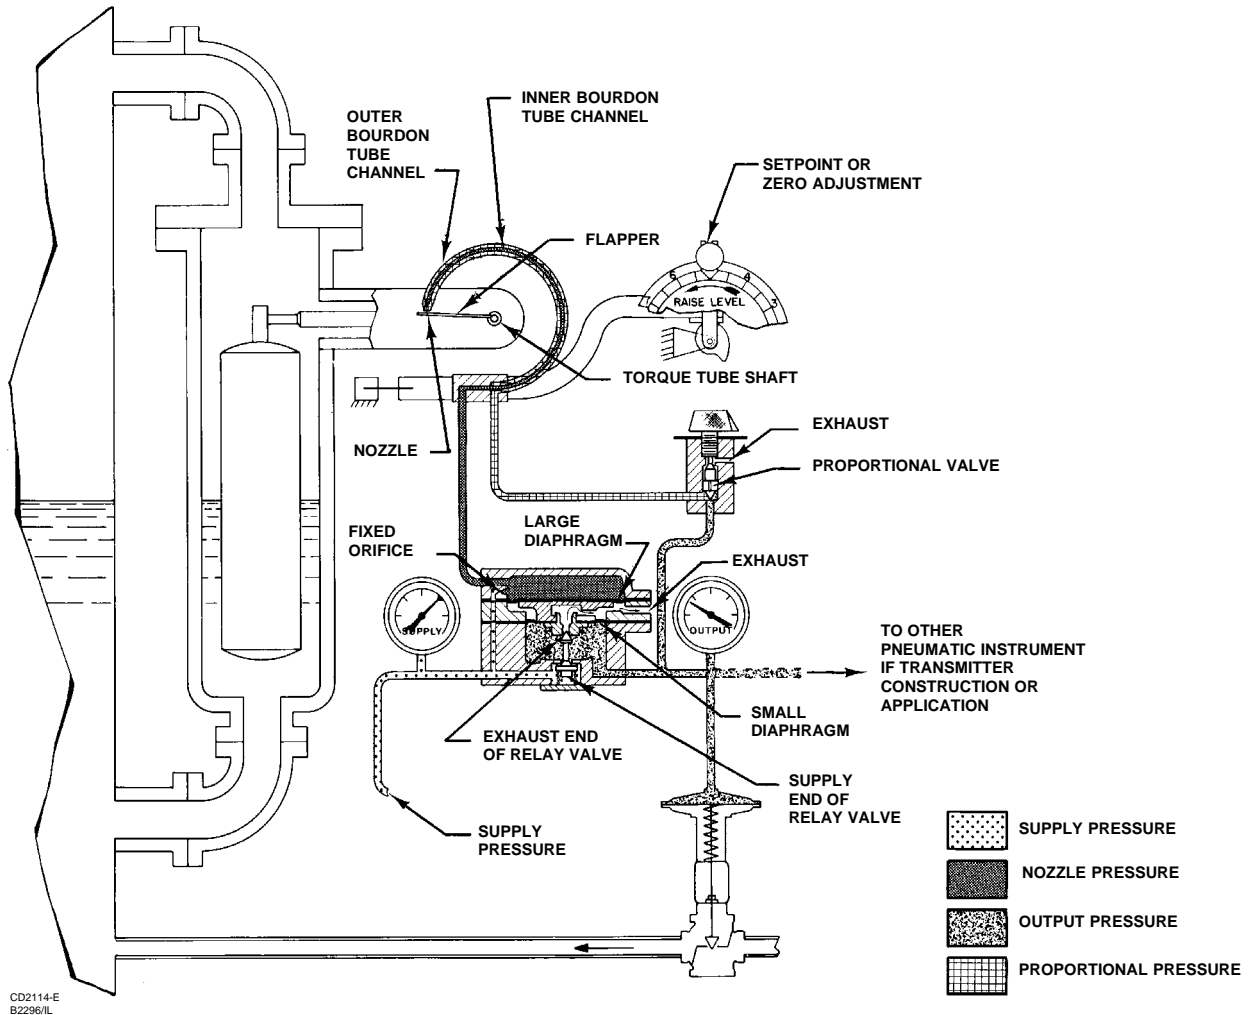 OUTER
BOURDON
TUBE
CHANNEL
INNER BOURDON
TUBE CHANNEL
FLAPPER
SETPOINT OR
ZERO ADJUSTMENT
5
4
3
RAISE LEVEL
TORQUE TUBE SHAFT
NOZZLE
EXHAUST
PROPORTIONAL VALVE
FIXED
ORIFICE
LARGE
DIAPHRAGM
EXHAUST
SUPPLY
OUTPUT
TO OTHER
PNEUMATIC INSTRUMENT
IF TRANSMITTER
CONSTRUCTION OR
APPLICATION
SMALL
DIAPHRAGM
EXHAUST END
OF RELAY VALVE
SUPPLY
END OF
RELAY VALVE
SUPPLY
PRESSURE
SUPPLY PRESSURE
NOZZLE PRESSURE
OUTPUT PRESSURE
PROPORTIONAL PRESSURE
CD2114-E
B2296/IL